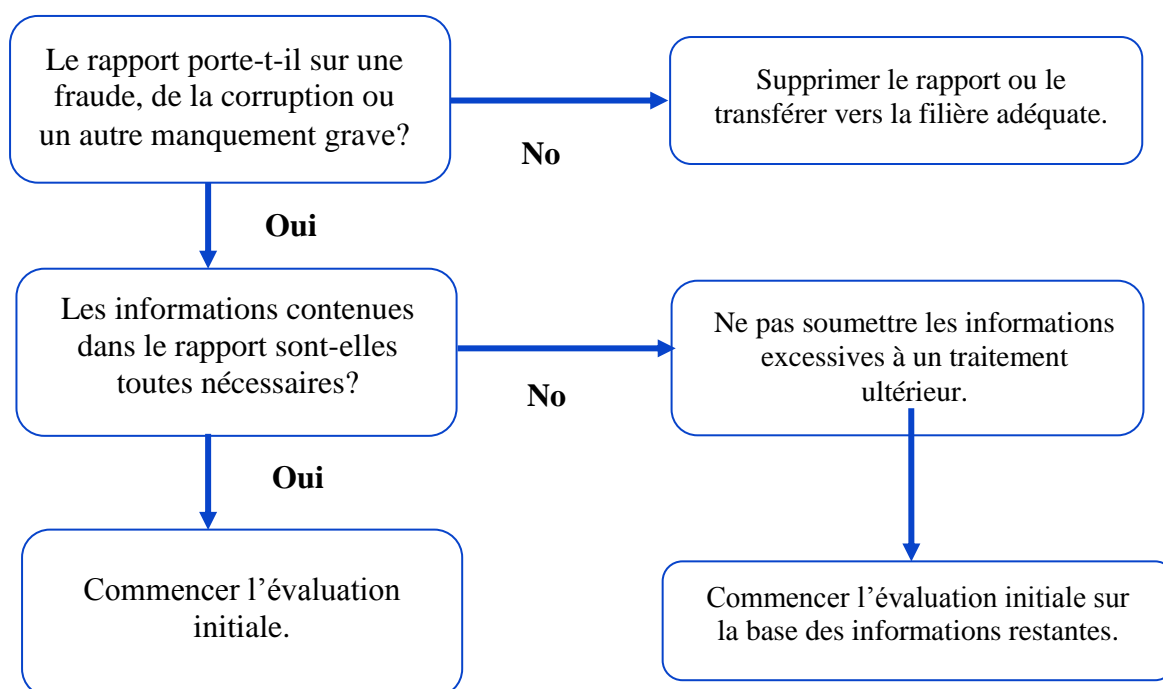 Le rapport porte-t-il sur une
fraude, de la corruption ou
un autre manquement grave?
Supprimer le rapport ou le
transférer vers la filière adéquate.
No
Oui
Les informations contenues
dans le rapport sont-elles
toutes nécessaires?
Ne pas soumettre les informations
excessives à un traitement
ultérieur.
No
Oui
Commencer l’évaluation
initiale.
Commencer l’évaluation initiale sur
la base des informations restantes.